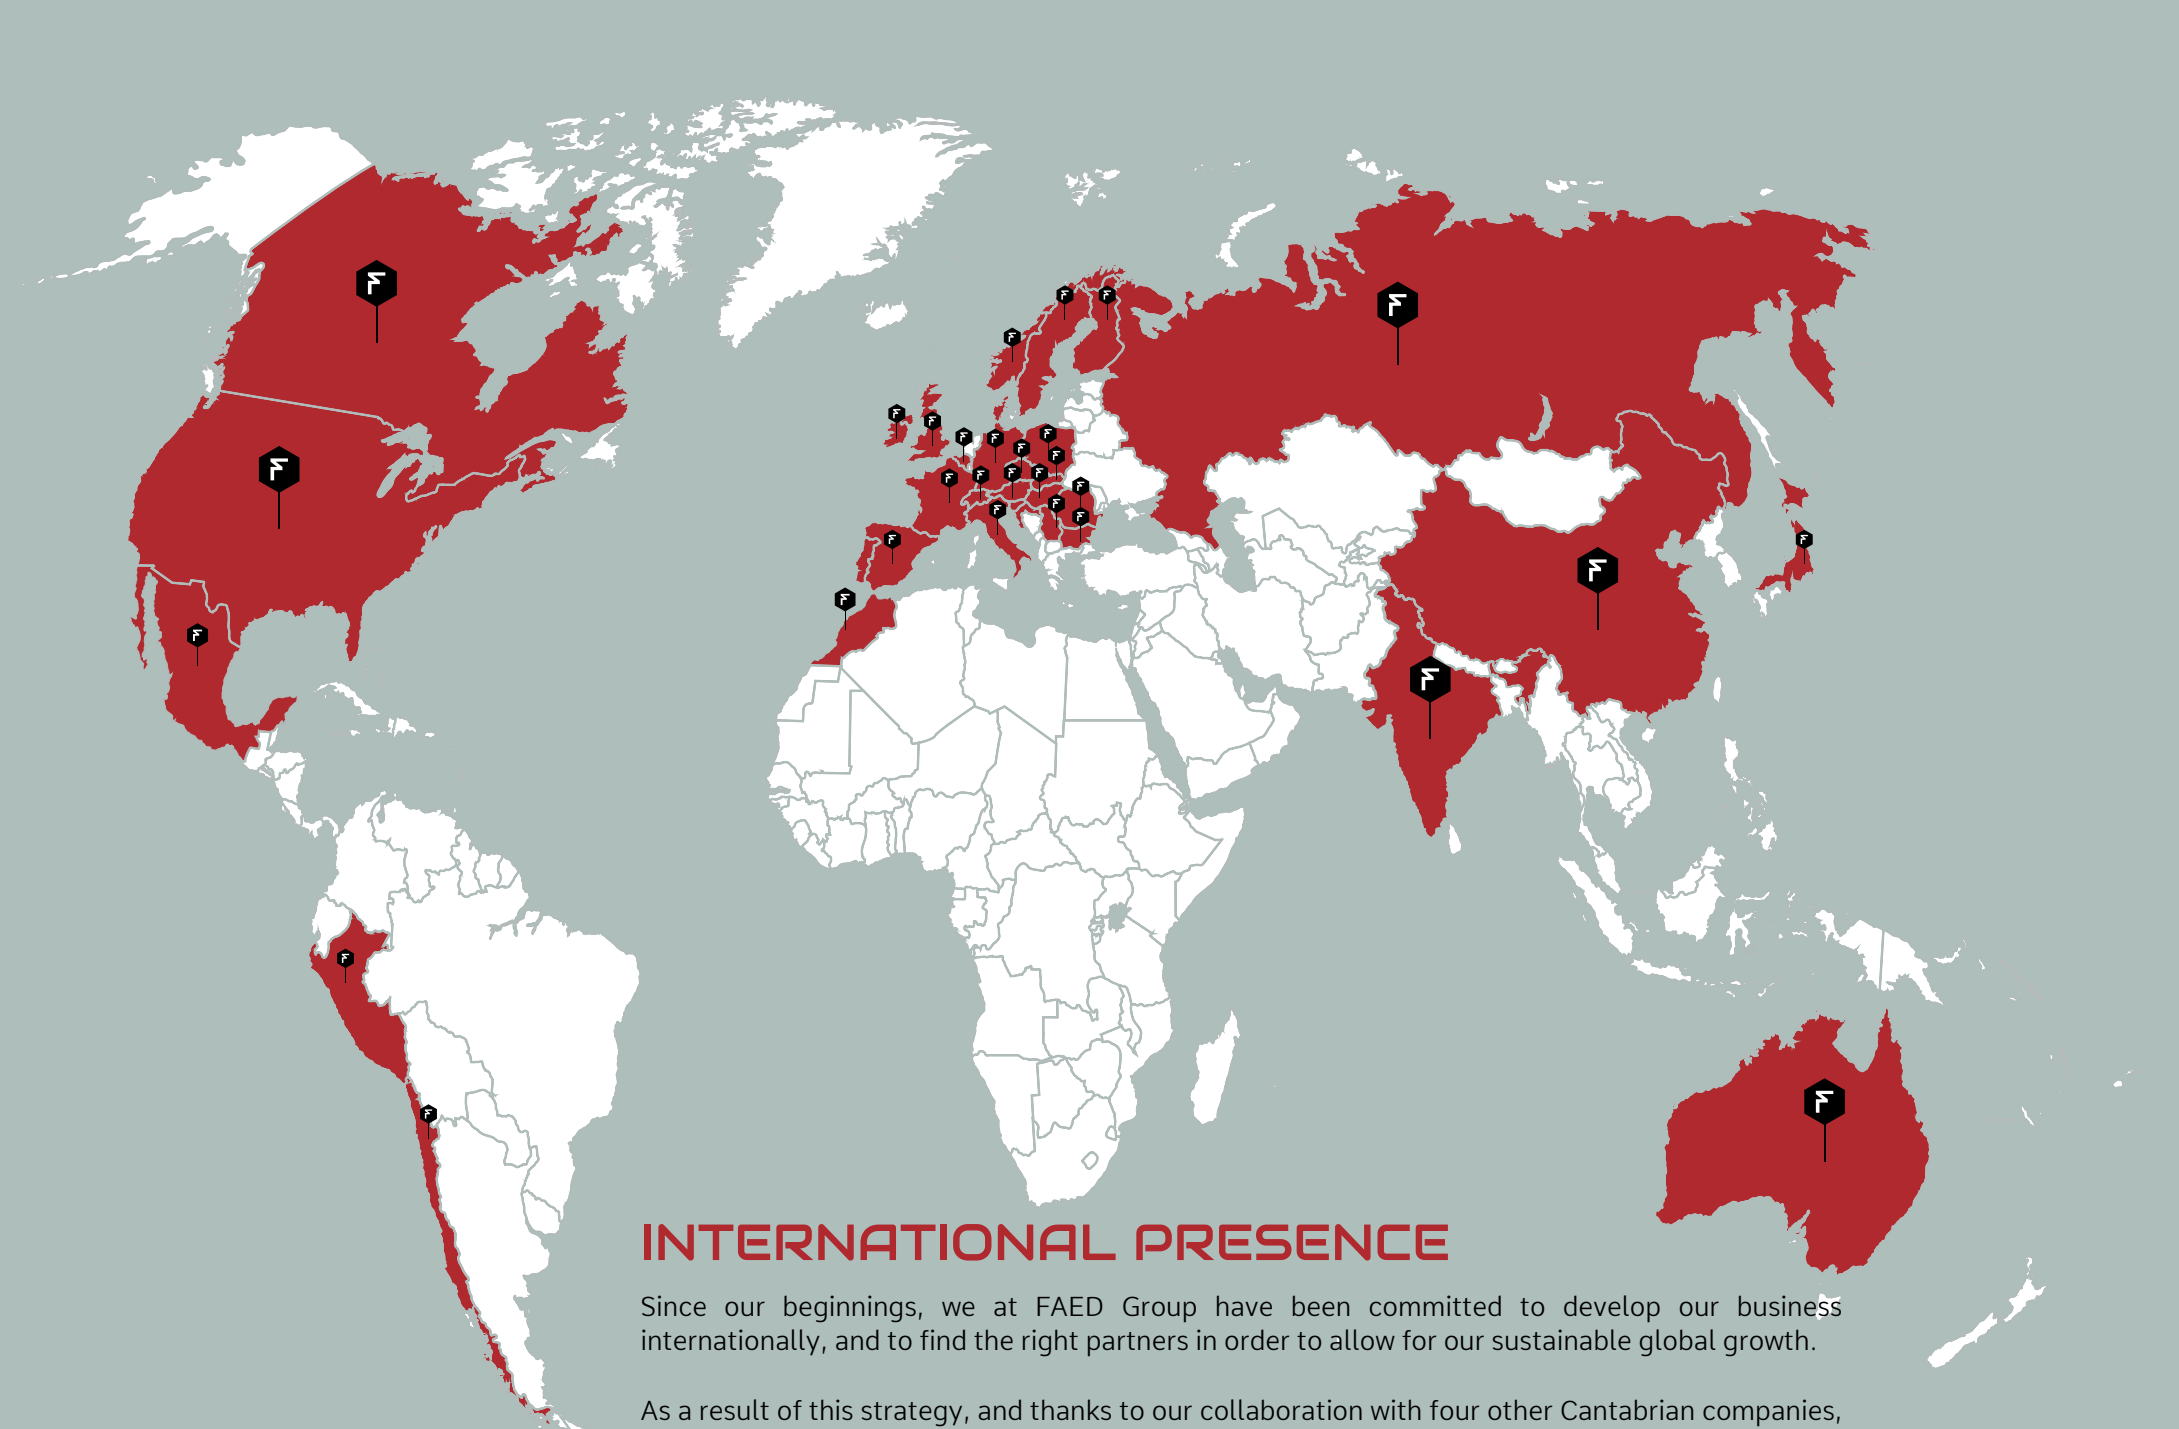 INTERNATIONAL PRESENCE
Since our beginnings, we at FAED Group have been committed to develop our business
internationally, and to find the right partners in order to allow for our sustainable global growth.
As a result of this strategy, and thanks to our collaboration with four other Cantabrian companies,